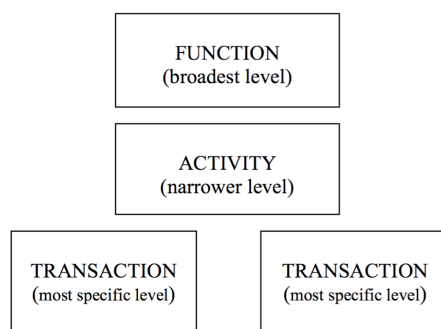 FUNCTION
(broadest level)
ACTIVITY
(narrower level)
TRANSACTION
(most specific level)
TRANSACTION
(most specific level)